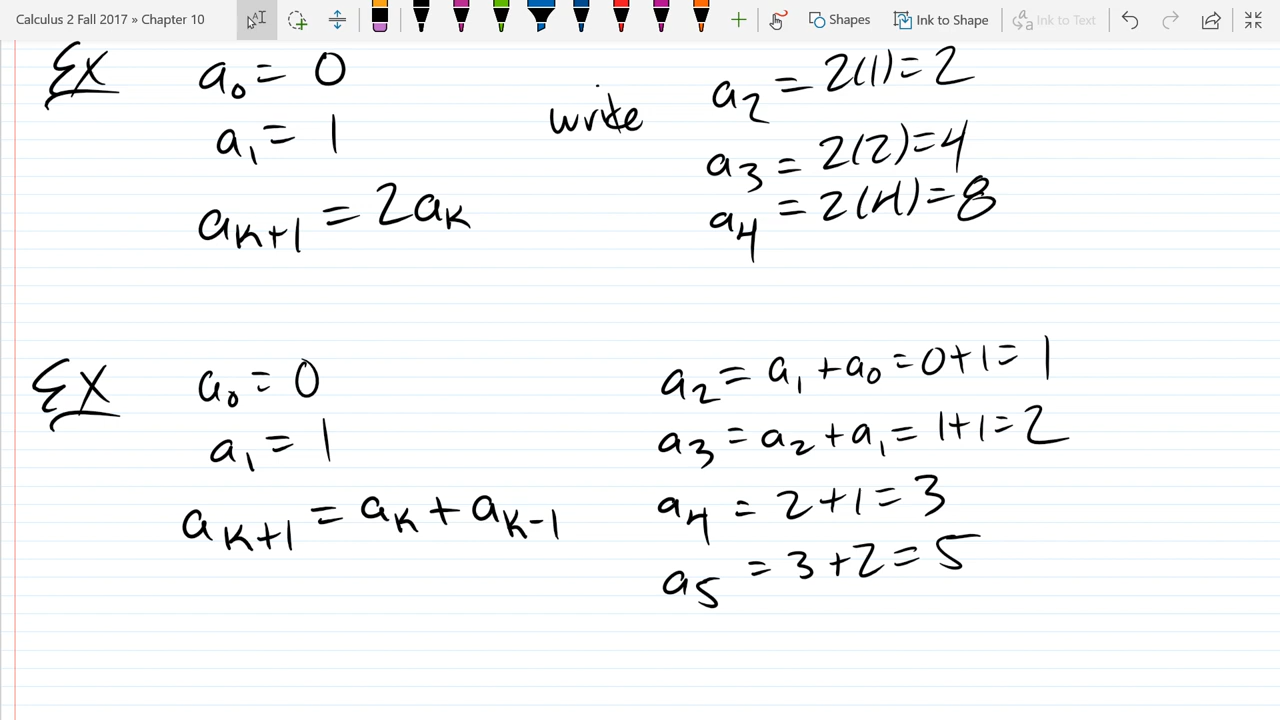 Calculus 2 Fall 2017 » Chapter 10
Shapes
Ink to Shape
Ink to Text
Ex
a₀ = 0
a₁ = 1
aₖ₊₁ = 2aₖ
write
a₂ = 2(1) = 2
a₃ = 2(2) = 4
a₄ = 2(4) = 8
Ex
a₀ = 0
a₁ = 1
aₖ₊₁ = aₖ + aₖ₋₁
a₂ = a₁ + a₀ = 0+1 = 1
a₃ = a₂ + a₁ = 1+1 = 2
a₄ = 2+1 = 3
a₅ = 3+2 = 5